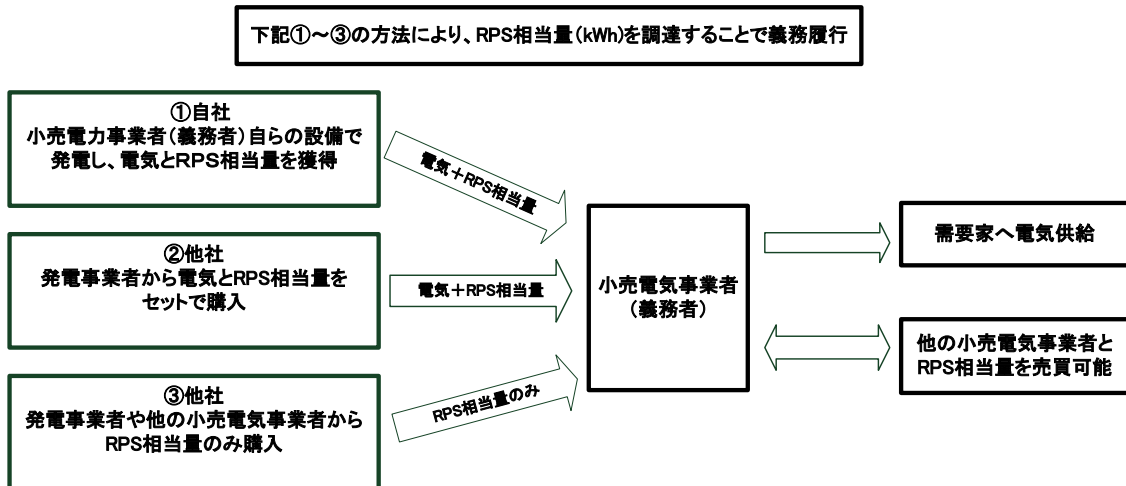 下記①～③の方法により、RPS相当量(kWh)を調達することで義務履行
①自社
小売電力事業者(義務者)自らの設備で
発電し、電気とＲＰＳ相当量を獲得
電気＋RPS相当量
②他社
発電事業者から電気とRPS相当量を
セットで購入
電気＋RPS相当量
③他社
発電事業者や他の小売電気事業者から
RPS相当量のみ購入
RPS相当量のみ
小売電気事業者
(義務者)
需要家へ電気供給
他の小売電気事業者と
RPS相当量を売買可能